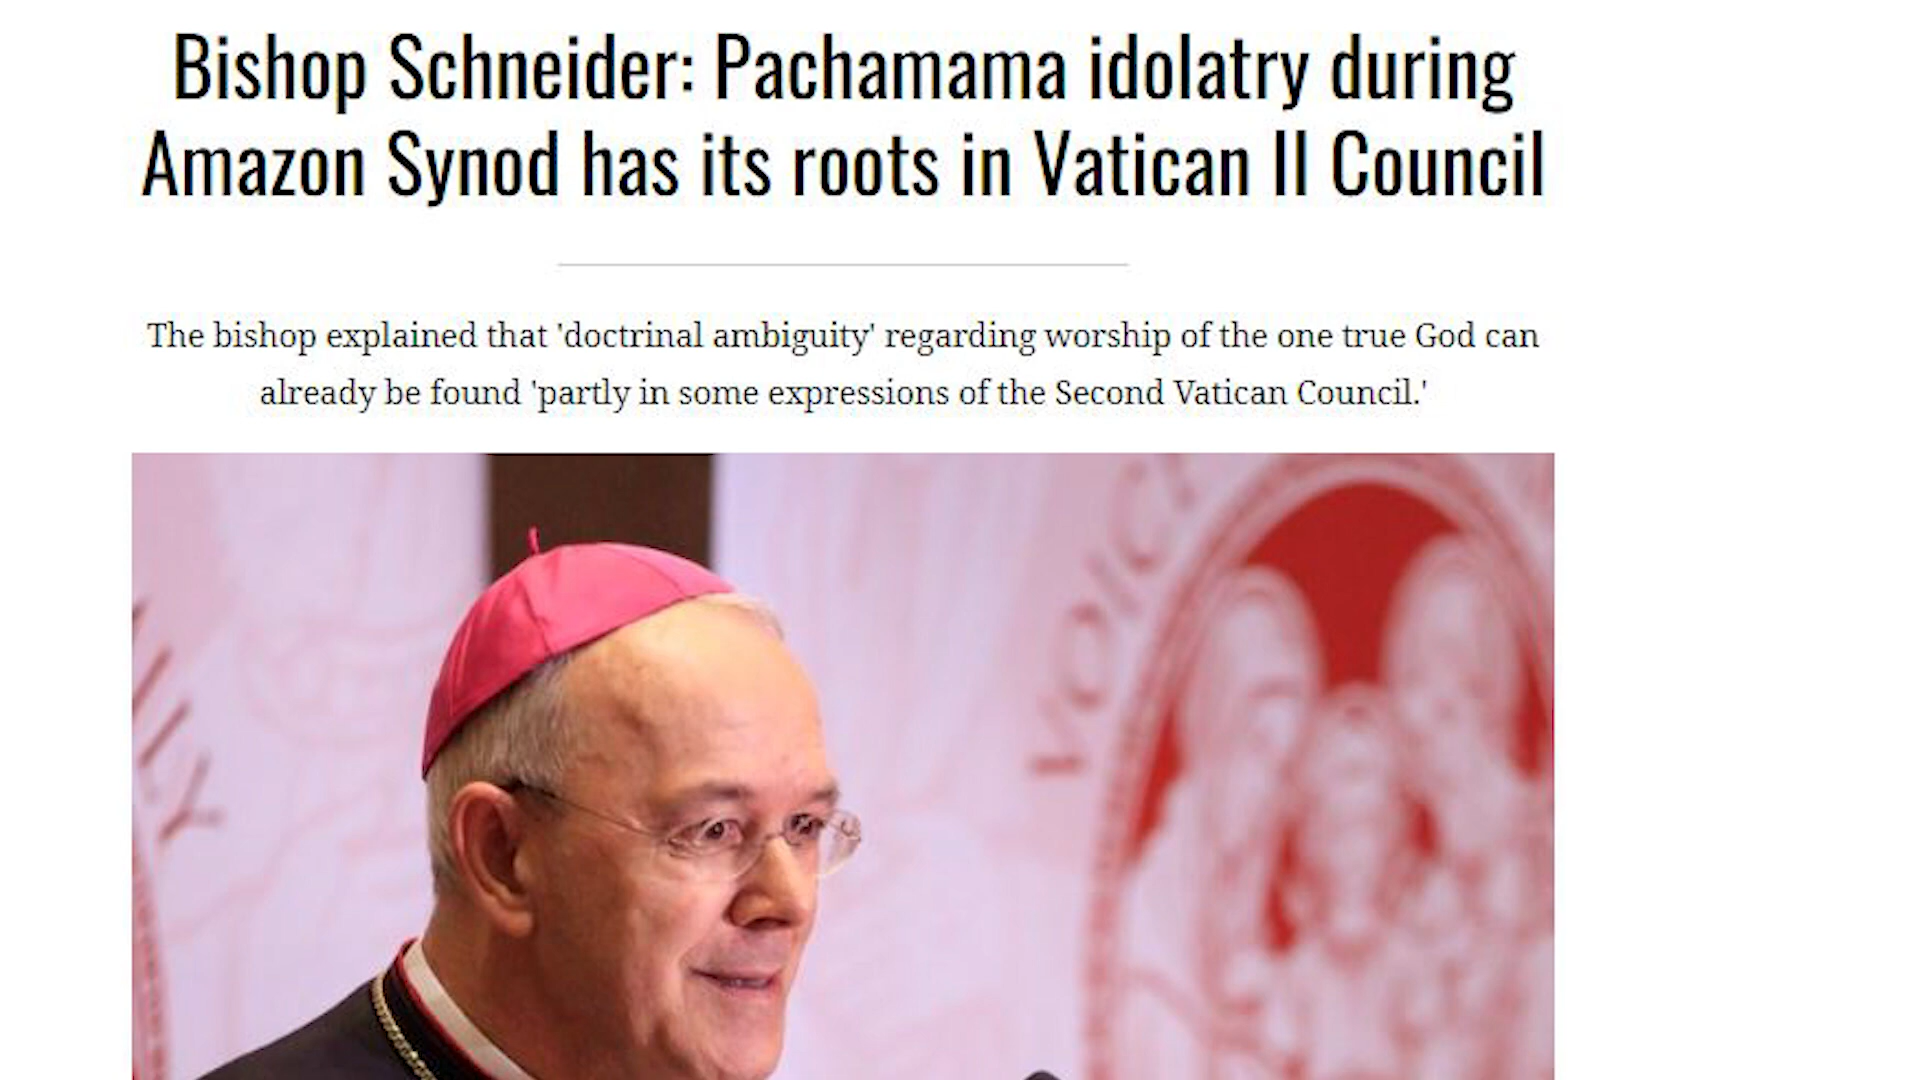 Bishop Schneider: Pachamama idolatry during
Amazon Synod has its roots in Vatican II Council
The bishop explained that 'doctrinal ambiguity' regarding worship of the one true God can
already be found 'partly in some expressions of the Second Vatican Council.'
VOICE